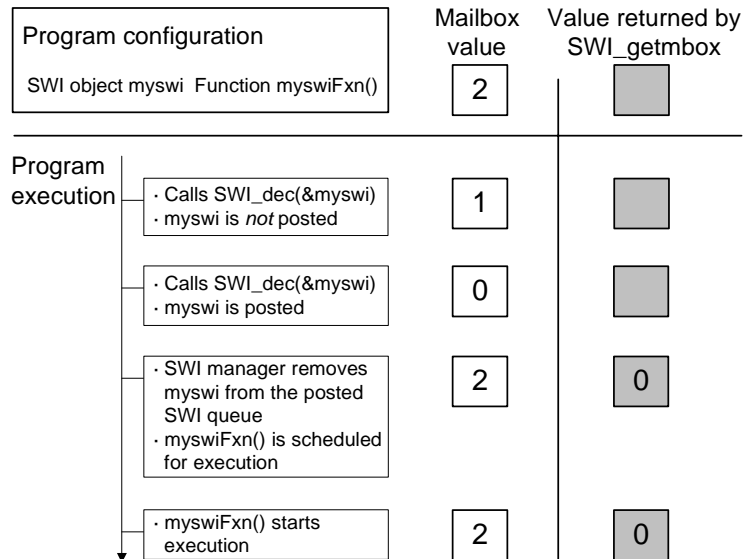 Mailbox
value
Value returned by
SWI_getmbox
Program configuration
SWI object myswi Function myswiFxn()
2
Program
execution
· Calls SWI_dec(&myswi)
· myswi is not posted
1
· Calls SWI_dec(&myswi)
· myswi is posted
0
· SWI manager removes
myswi from the posted
SWI queue
· myswiFxn() is scheduled
for execution
2
0
· myswiFxn() starts
execution
2
0